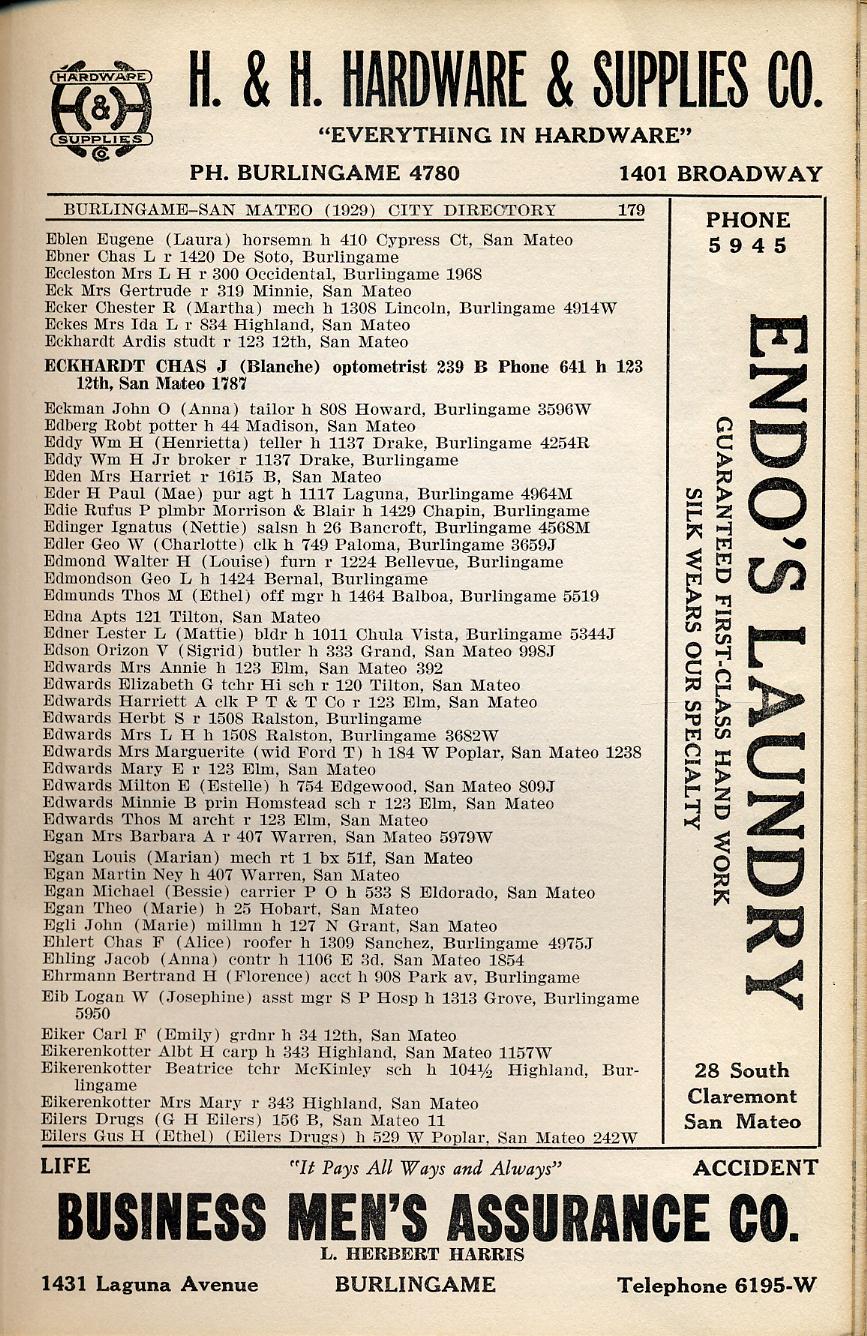 HARDWARE
H & H
SUPPLIES
Co
H. & H. HARDWARE & SUPPLIES CO.
"EVERYTHING IN HARDWARE"
PH. BURLINGAME 4780 1401 BROADWAY
BURLINGAME-SAN MATEO (1929) CITY DIRECTORY 179
Eblen Eugene (Laura) horsemn h 410 Cypress Ct, San Mateo
Ebner Chas L r 1420 De Soto, Burlingame
Eccleston Mrs L H r 300 Occidental, Burlingame 1968
Eck Mrs Gertrude r 319 Minnie, San Mateo
Ecker Chester R (Martha) mech h 1308 Lincoln, Burlingame 4914W
Eckes Mrs Ida L r 834 Highland, San Mateo
Eckhardt Ardis studt r 123 12th, San Mateo
ECKHARDT CHAS J (Blanche) optometrist 239 B Phone 641 h 123
12th, San Mateo 1787
Eckman John O (Anna) tailor h 808 Howard, Burlingame 3596W
Edberg Robt potter h 44 Madison, San Mateo
Eddy Wm H (Henrietta) teller h 1137 Drake, Burlingame 4254R
Eddy Wm H Jr broker r 1137 Drake, Burlingame
Eden Mrs Harriet r 1615 B, San Mateo
Eder H Paul (Mae) pur agt h 1117 Laguna, Burlingame 4964M
Edie Rufus P plmbr Morrison & Blair h 1429 Chapin, Burlingame
Edinger Ignatus (Nettie) salsn h 26 Bancroft, Burlingame 4568M
Edler Geo W (Charlotte) clk h 749 Paloma, Burlingame 3659J
Edmond Walter H (Louise) furn r 1224 Bellevue, Burlingame
Edmondson Geo L h 1424 Bernal, Burlingame
Edmunds Thos M (Ethel) off mgr h 1464 Balboa, Burlingame 5519
Edna Apts 121 Tilton, San Mateo
Edner Lester L (Mattie) bldr h 1011 Chula Vista, Burlingame 5344J
Edson Orizon V (Sigrid) butler h 333 Grand, San Mateo 998J
Edwards Mrs Annie h 123 Elm, San Mateo 392
Edwards Elizabeth G tchr Hi sch r 120 Tilton, San Mateo
Edwards Harriett A clk P T & T Co r 123 Elm, San Mateo
Edwards Herbt S r 1508 Ralston, Burlingame
Edwards Mrs L H h 1508 Ralston, Burlingame 3682W
Edwards Mrs Marguerite (wid Ford T) h 184 W Poplar, San Mateo 1238
Edwards Mary E r 123 Elm, San Mateo
Edwards Milton E (Estelle) h 754 Edgewood, San Mateo 809J
Edwards Minnie B prin Homstead sch r 123 Elm, San Mateo
Edwards Thos M archt r 123 Elm, San Mateo
Egan Mrs Barbara A r 407 Warren, San Mateo 5979W
Egan Louis (Marian) mech rt 1 bx 51f, San Mateo
Egan Martin Ney h 407 Warren, San Mateo
Egan Michael (Bessie) carrier P O h 533 S Eldorado, San Mateo
Egan Theo (Marie) h 25 Hobart, San Mateo
Egli John (Marie) millmn h 127 N Grant, San Mateo
Ehlert Chas F (Alice) roofer h 1309 Sanchez, Burlingame 4975J
Ehling Jacob (Anna) contr h 1106 E 3d, San Mateo 1854
Ehrmann Bertrand H (Florence) acct h 908 Park av, Burlingame
Eib Logan W (Josephine) asst mgr S P Hosp h 1313 Grove, Burlingame
5950
Eiker Carl F (Emily) grdnr h 34 12th, San Mateo
Eikerenkotter Albt H carp h 343 Highland, San Mateo 1157W
Eikerenkotter Beatrice tchr McKinley sch h 104½ Highland, Bur-
lingame
Eikerenkotter Mrs Mary r 343 Highland, San Mateo
Eilers Drugs (G H Eilers) 156 B, San Mateo 11
Eilers Gus H (Ethel) (Eilers Drugs) h 529 W Poplar, San Mateo 242W
PHONE
5945
ENDO'S LAUNDRY
GUARANTEED FIRST-CLASS HAND WORK
SILK WEARS OUR SPECIALTY
28 South
Claremont
San Mateo
LIFE "It Pays All Ways and Always" ACCIDENT
BUSINESS MEN'S ASSURANCE CO.
L. HERBERT HARRIS
1431 Laguna Avenue BURLINGAME Telephone 6195-W